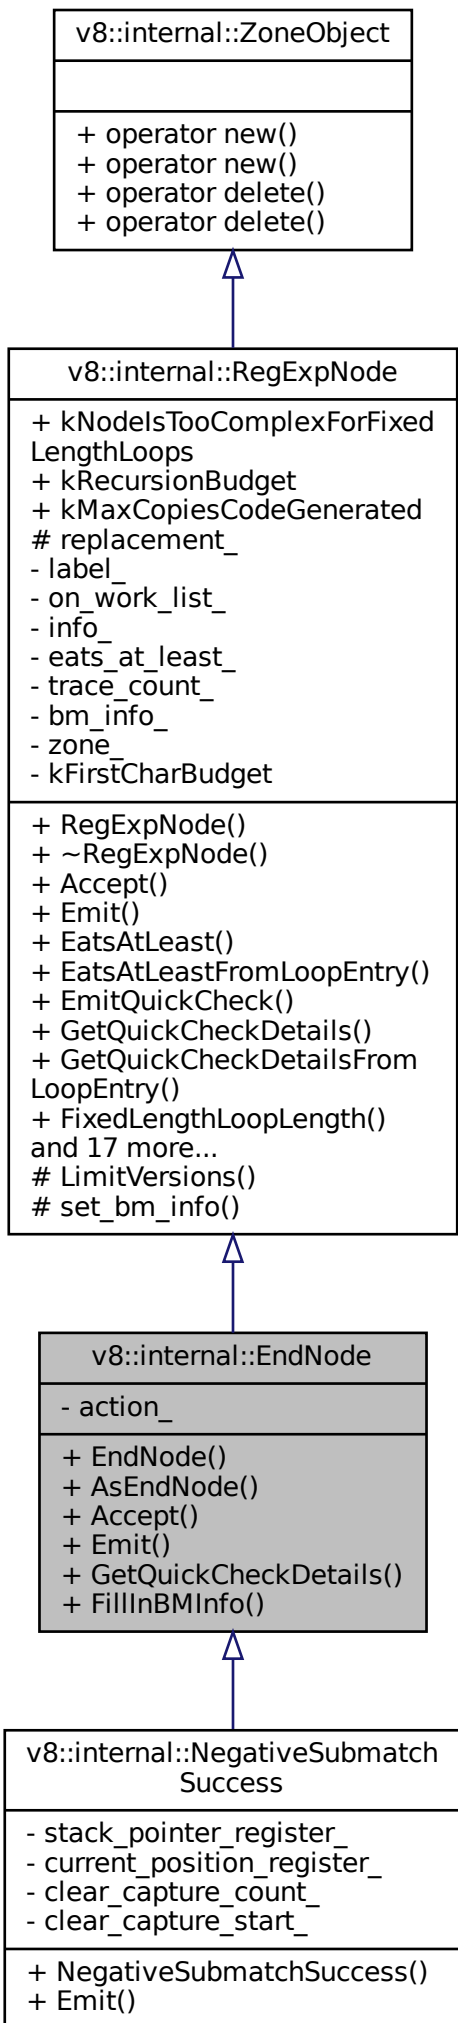 v8::internal::ZoneObject
+ operator new()
+ operator new()
+ operator delete()
+ operator delete()
v8::internal::RegExpNode
+ kNodeIsTooComplexForFixed
LengthLoops
+ kRecursionBudget
+ kMaxCopiesCodeGenerated
# replacement_
- label_
- on_work_list_
- info_
- eats_at_least_
- trace_count_
- bm_info_
- zone_
- kFirstCharBudget
+ RegExpNode()
+ ~RegExpNode()
+ Accept()
+ Emit()
+ EatsAtLeast()
+ EatsAtLeastFromLoopEntry()
+ EmitQuickCheck()
+ GetQuickCheckDetails()
+ GetQuickCheckDetailsFrom
LoopEntry()
+ FixedLengthLoopLength()
and 17 more...
# LimitVersions()
# set_bm_info()
v8::internal::EndNode
- action_
+ EndNode()
+ AsEndNode()
+ Accept()
+ Emit()
+ GetQuickCheckDetails()
+ FillInBMInfo()
v8::internal::NegativeSubmatch
Success
- stack_pointer_register_
- current_position_register_
- clear_capture_count_
- clear_capture_start_
+ NegativeSubmatchSuccess()
+ Emit()